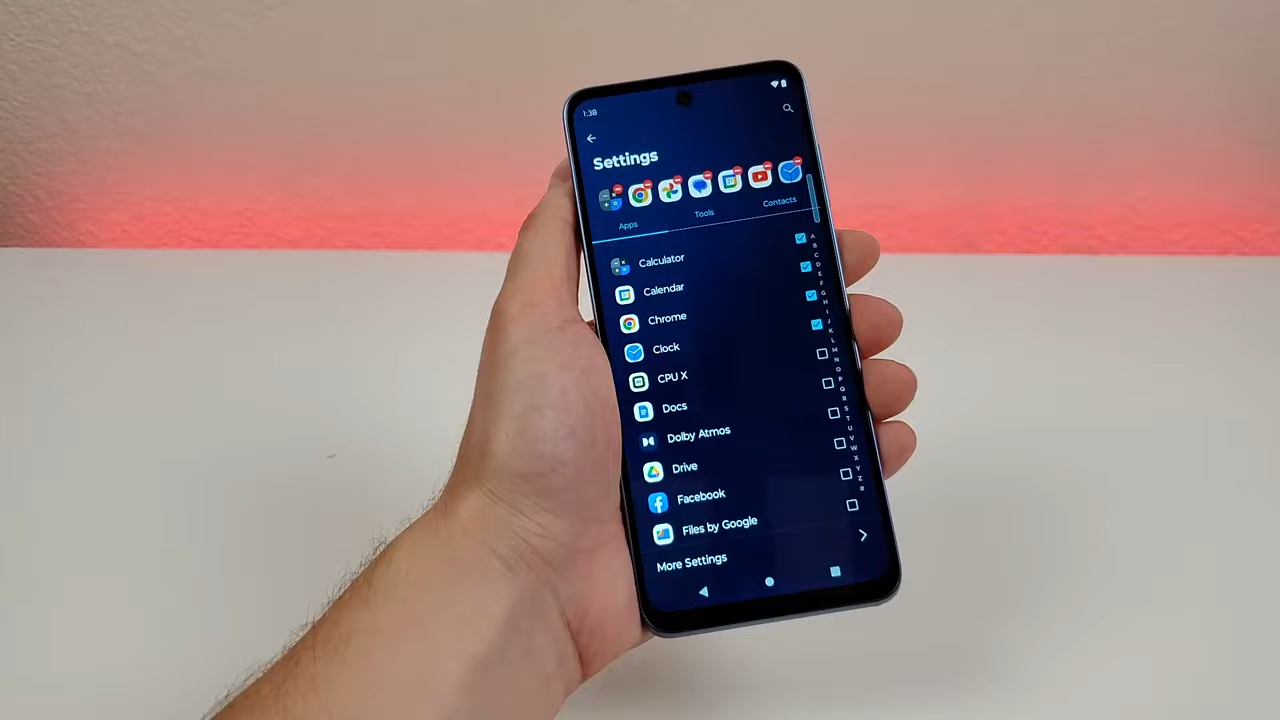 1:38
Settings
Apps Tools Contacts
Calculator
Calendar
Chrome
Clock
CPU X
Docs
Dolby Atmos
Drive
Facebook
Files by Google
More Settings
A
B
C
D
E
F
G
H
I
J
K
L
M
N
O
P
Q
R
S
T
U
V
W
X
Y
Z
#